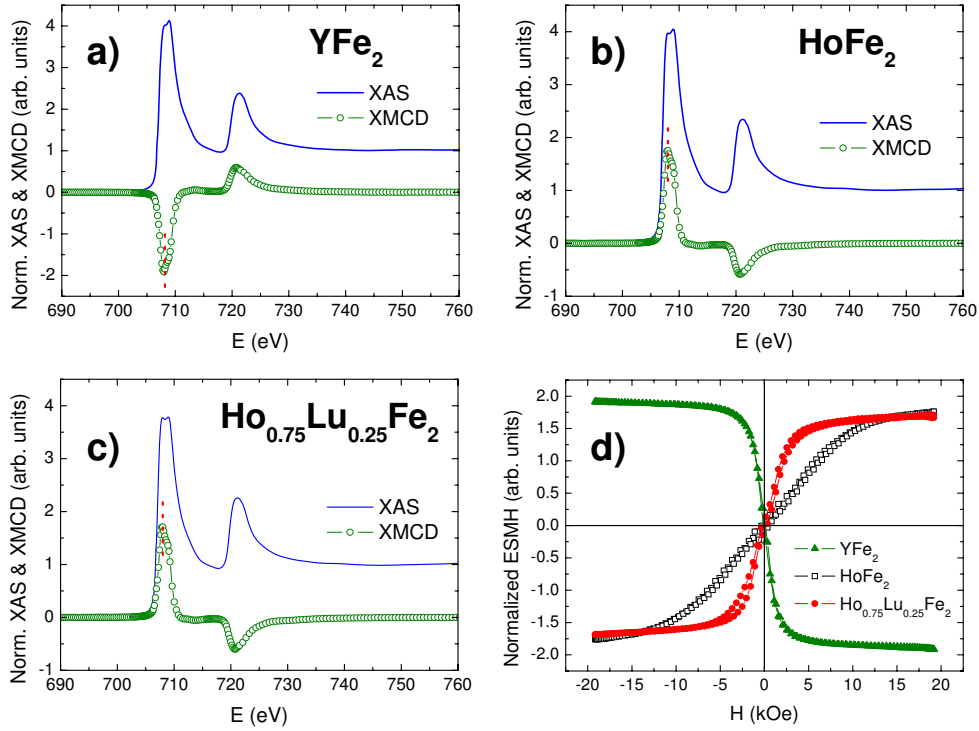 a)
YFe2
XAS
XMCD
Norm. XAS & XMCD (arb. units)
4
3
2
1
0
-1
-2
690 700 710 720 730 740 750 760
E (eV)
b)
HoFe2
XAS
XMCD
Norm. XAS & XMCD (arb. units)
4
3
2
1
0
-1
690 700 710 720 730 740 750 760
E (eV)
c)
Ho0.75Lu0.25Fe2
XAS
XMCD
Norm. XAS & XMCD (arb. units)
4
3
2
1
0
-1
690 700 710 720 730 740 750 760
E (eV)
d)
Normalized ESMH (arb. units)
2.0
1.5
1.0
0.5
0.0
-0.5
-1.0
-1.5
-2.0
YFe2
HoFe2
Ho0.75Lu0.25Fe2
-20 -15 -10 -5 0 5 10 15 20
H (kOe)